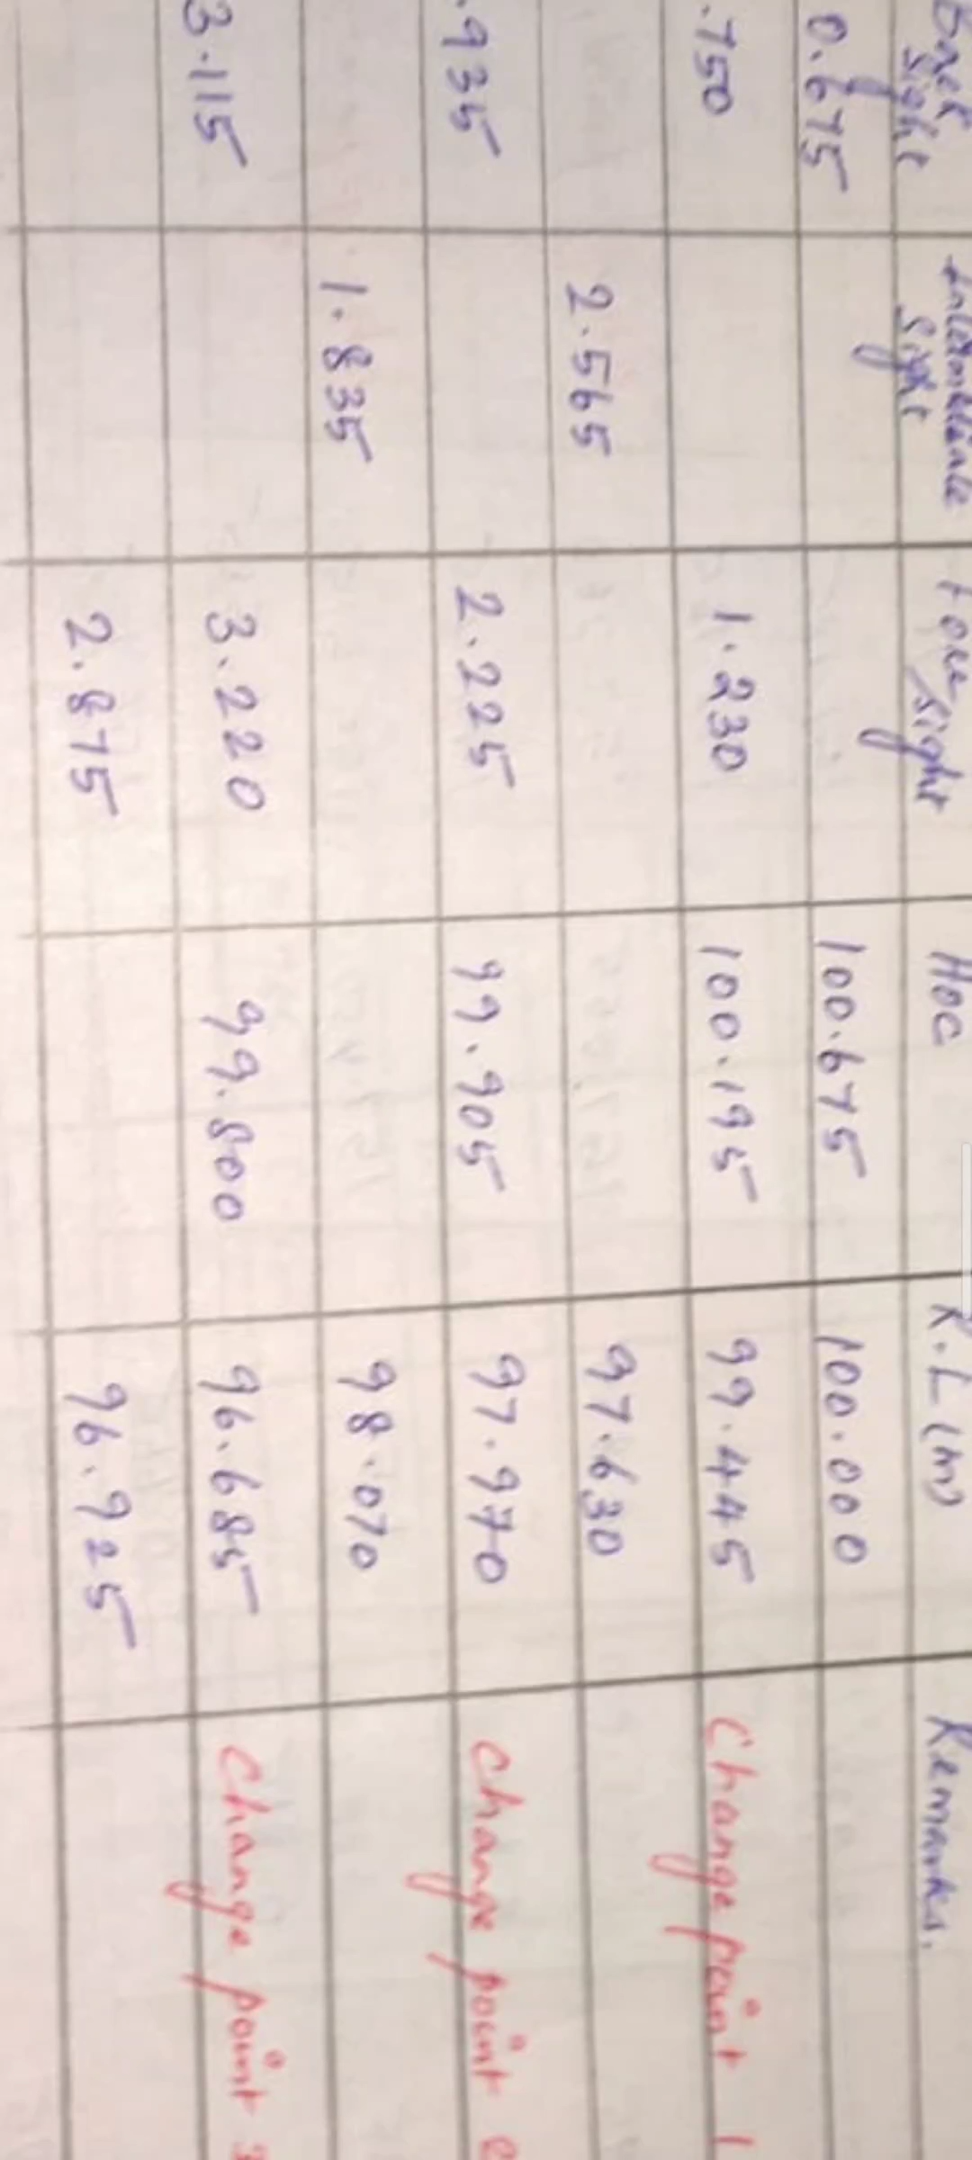 Back Sight Intermediate Sight Fore Sight HOC R.L (m) Remarks.
0.675 100.675 100.000
.750 1.230 100.195 99.445 Change point 1
2.565 97.630
.935 2.225 99.905 97.970 Change point 2
1.835 98.070
3.115 3.220 99.800 96.685 Change point 3
2.875 96.925